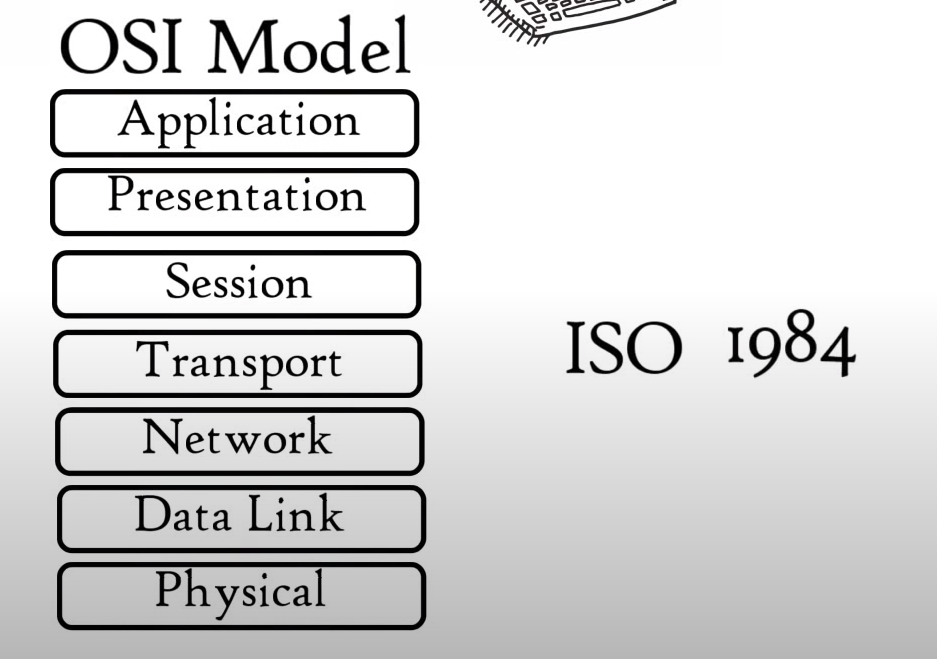 OSI Model
Application
Presentation
Session
Transport
Network
Data Link
Physical
ISO 1984